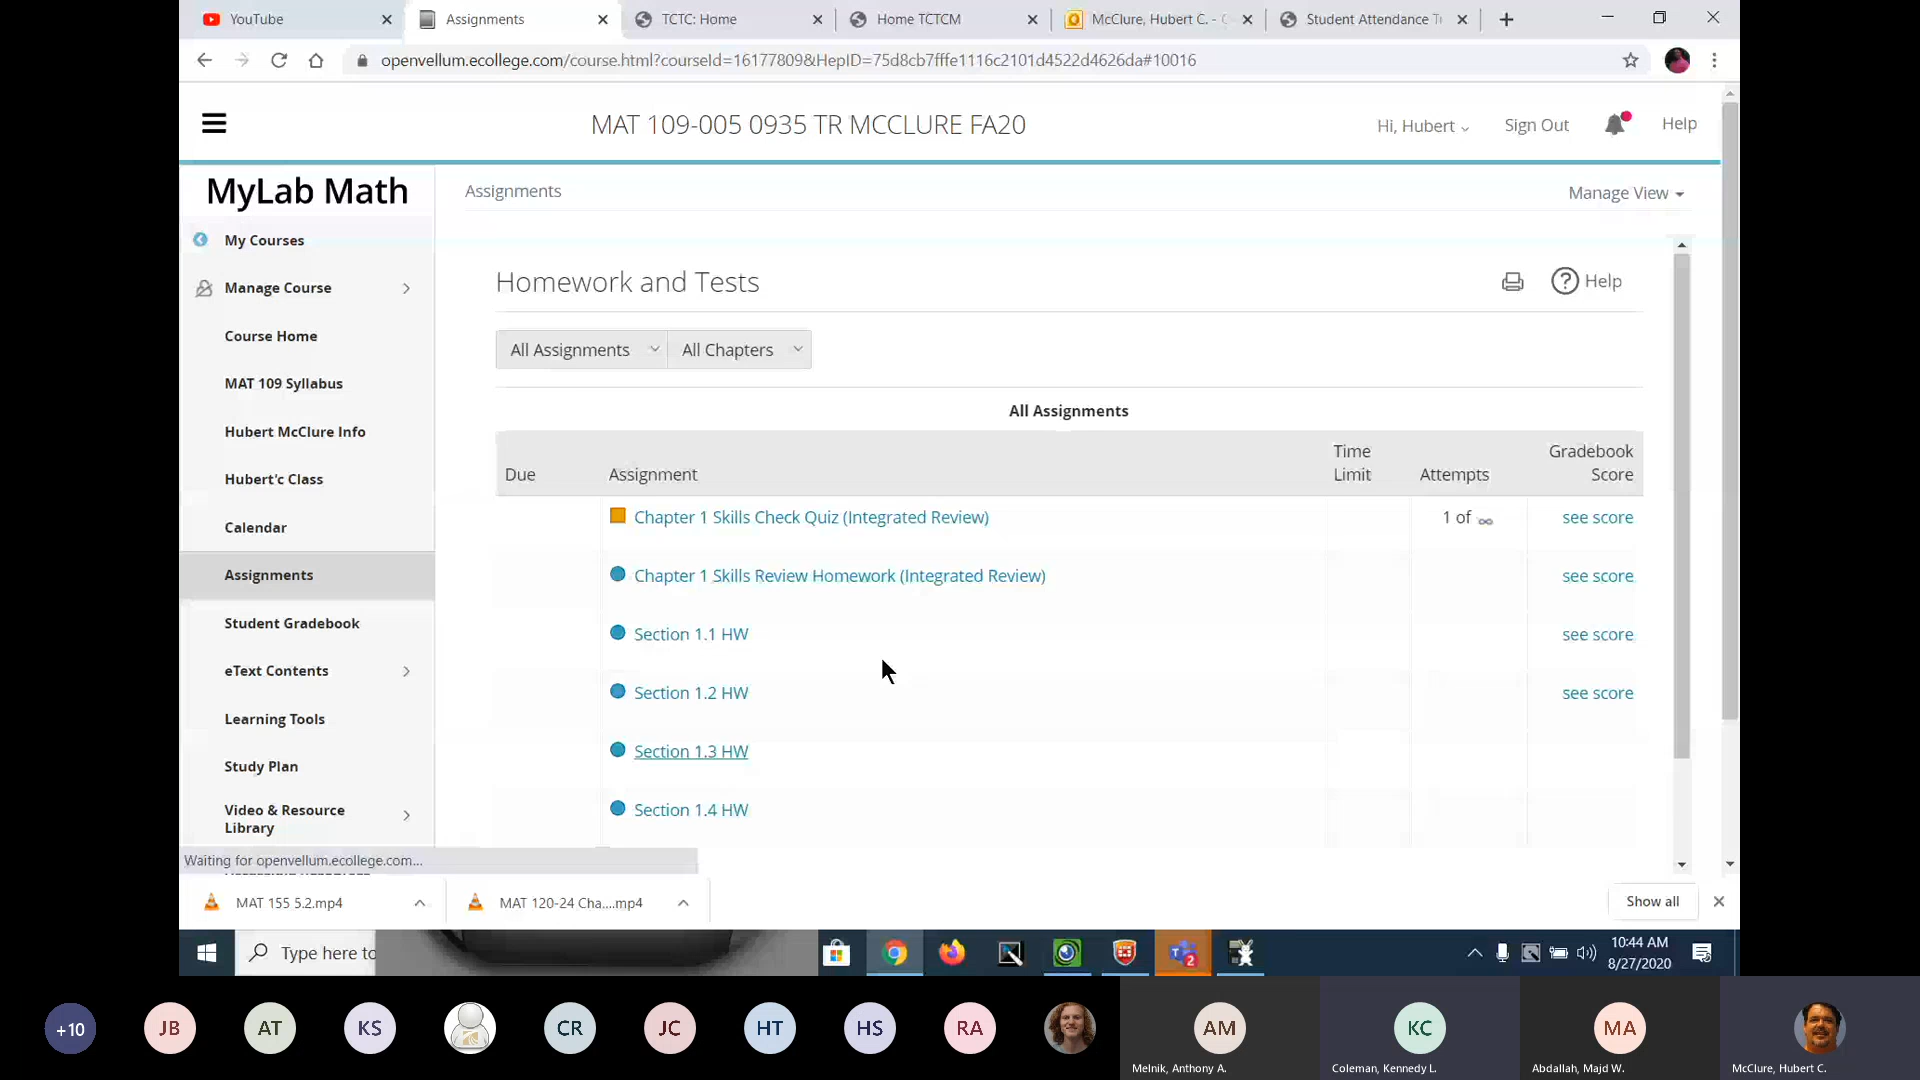 YouTube
Assignments
TCTC: Home
Home TCTCM
McClure, Hubert C. -
Student Attendance
openvellum.ecollege.com/course.html?courseId=16177809&HepID=75d8cb7fffe1116c2101d4522d4626da#10016
MAT 109-005 0935 TR MCCLURE FA20
Hi, Hubert
Sign Out
Help
MyLab Math
My Courses
Manage Course
Course Home
MAT 109 Syllabus
Hubert McClure Info
Hubert'c Class
Calendar
Assignments
Student Gradebook
eText Contents
Learning Tools
Study Plan
Video & Resource
Library
Assignments
Manage View
Homework and Tests
Help
All Assignments
All Chapters
All Assignments
Due
Assignment
Time
Limit
Attempts
Gradebook
Score
Chapter 1 Skills Check Quiz (Integrated Review)
1 of ∞
see score
Chapter 1 Skills Review Homework (Integrated Review)
see score
Section 1.1 HW
see score
Section 1.2 HW
see score
Section 1.3 HW
Section 1.4 HW
Waiting for openvellum.ecollege.com...
MAT 155 5.2.mp4
MAT 120-24 Cha....mp4
Show all
Type here to
2
10:44 AM
8/27/2020
+10
JB
AT
KS
CR
JC
HT
HS
RA
AM
Melnik, Anthony A.
KC
Coleman, Kennedy L.
MA
Abdallah, Majd W.
McClure, Hubert C.